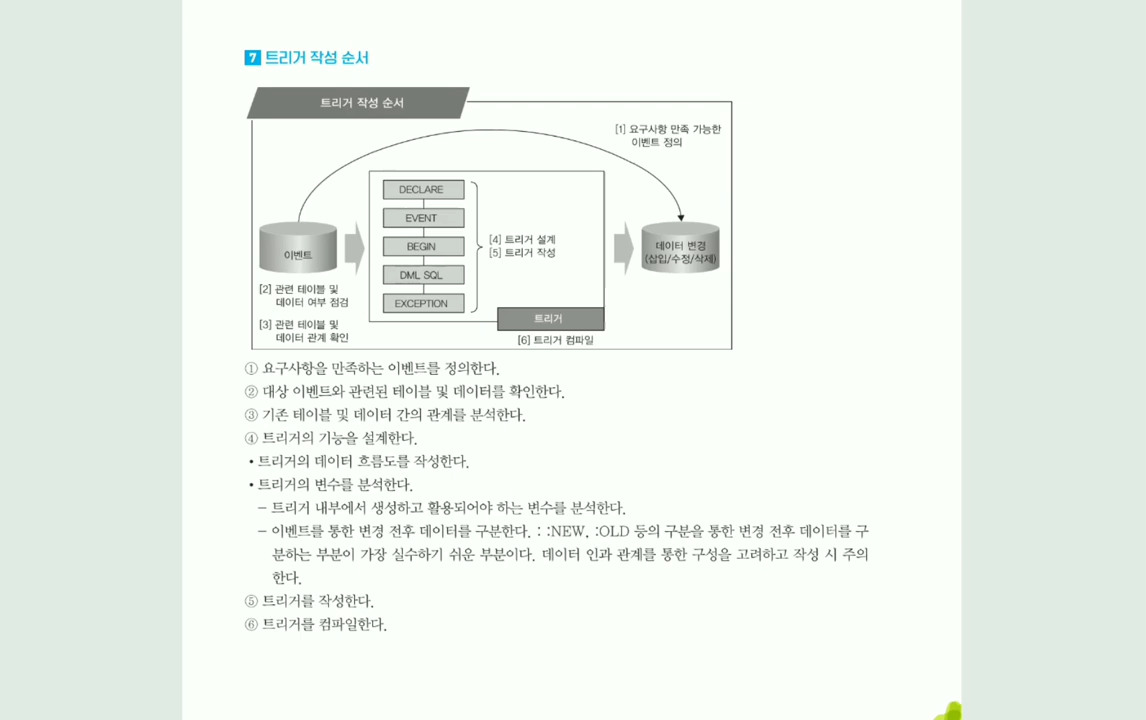 7 트리거 작성 순서
트리거 작성 순서
[1] 요구사항 만족 가능한
이벤트 정의
DECLARE
EVENT
BEGIN
DML SQL
EXCEPTION
[4] 트리거 설계
[5] 트리거 작성
이벤트
데이터 변경
(삽입/수정/삭제)
[2] 관련 테이블 및
데이터 여부 점검
[3] 관련 테이블 및
데이터 관계 확인
트리거
[6] 트리거 컴파일
① 요구사항을 만족하는 이벤트를 정의한다.
② 대상 이벤트와 관련된 테이블 및 데이터를 확인한다.
③ 기존 테이블 및 데이터 간의 관계를 분석한다.
④ 트리거의 기능을 설계한다.
• 트리거의 데이터 흐름도를 작성한다.
• 트리거의 변수를 분석한다.
– 트리거 내부에서 생성하고 활용되어야 하는 변수를 분석한다.
– 이벤트를 통한 변경 전후 데이터를 구분한다. : :NEW, :OLD 등의 구분을 통한 변경 전후 데이터를 구
분하는 부분이 가장 실수하기 쉬운 부분이다. 데이터 인과 관계를 통한 구성을 고려하고 작성 시 주의
한다.
⑤ 트리거를 작성한다.
⑥ 트리거를 컴파일한다.